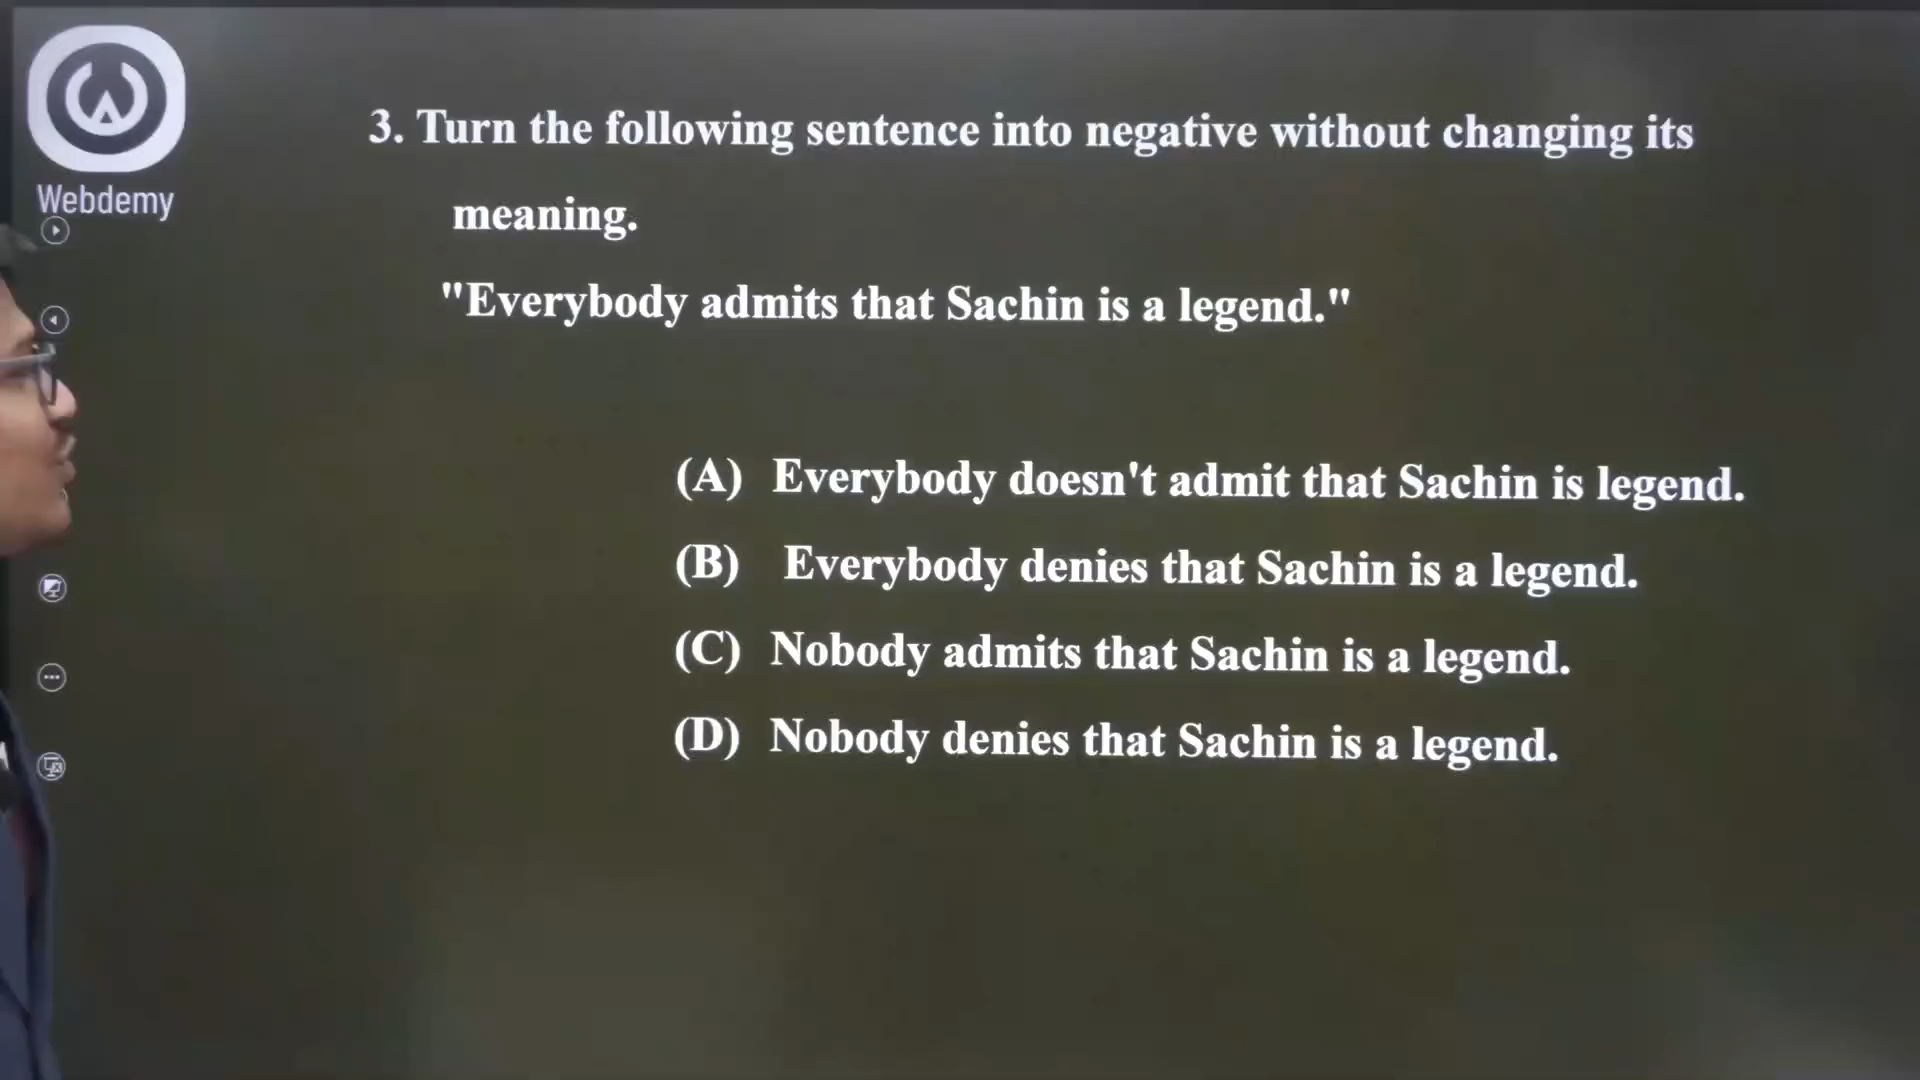 Webdemy
3. Turn the following sentence into negative without changing its
meaning.
"Everybody admits that Sachin is a legend."
(A) Everybody doesn't admit that Sachin is legend.
(B) Everybody denies that Sachin is a legend.
(C) Nobody admits that Sachin is a legend.
(D) Nobody denies that Sachin is a legend.